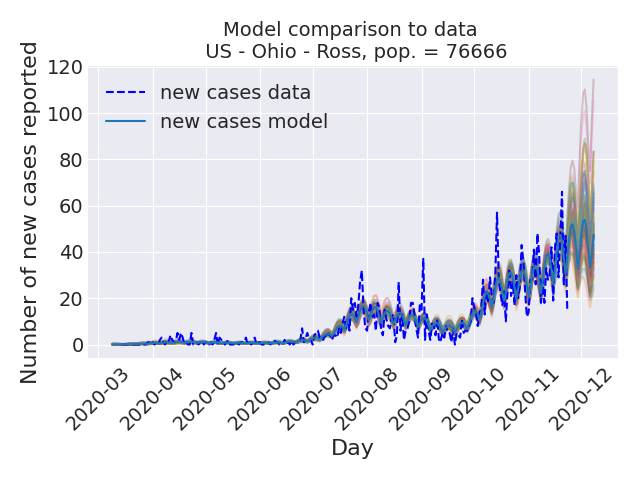 Model comparison to data
US - Ohio - Ross, pop. = 76666
Number of new cases reported
120
100
80
60
40
20
0
new cases data
new cases model
2020-03
2020-04
2020-05
2020-06
2020-07
2020-08
2020-09
2020-10
2020-11
2020-12
Day